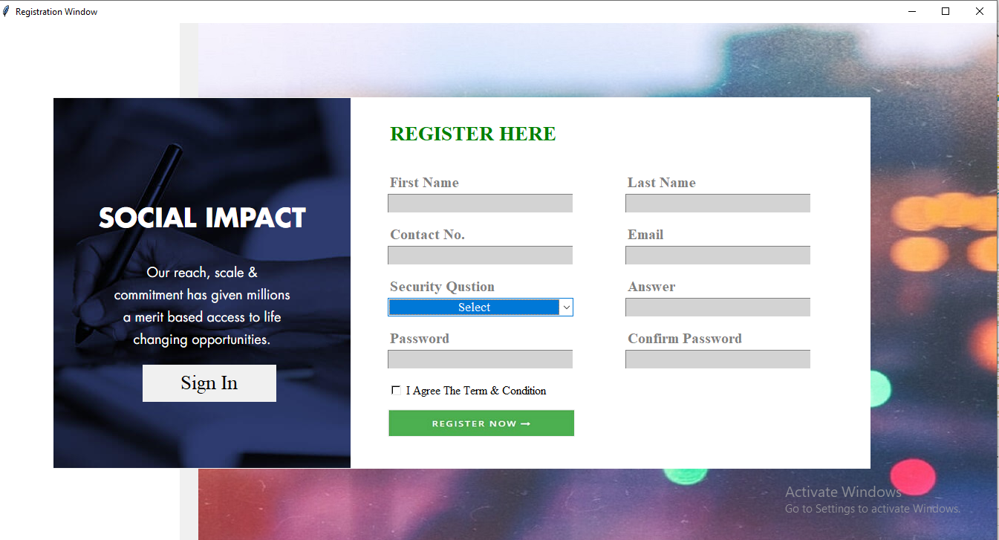 Registration Window
SOCIAL IMPACT
Our reach, scale &
commitment has given millions
a merit based access to life
changing opportunities.
Sign In
REGISTER HERE
First Name
Last Name
Contact No.
Email
Security Qustion
Answer
Select
Password
Confirm Password
I Agree The Term & Condition
REGISTER NOW →
Activate Windows
Go to Settings to activate Windows.